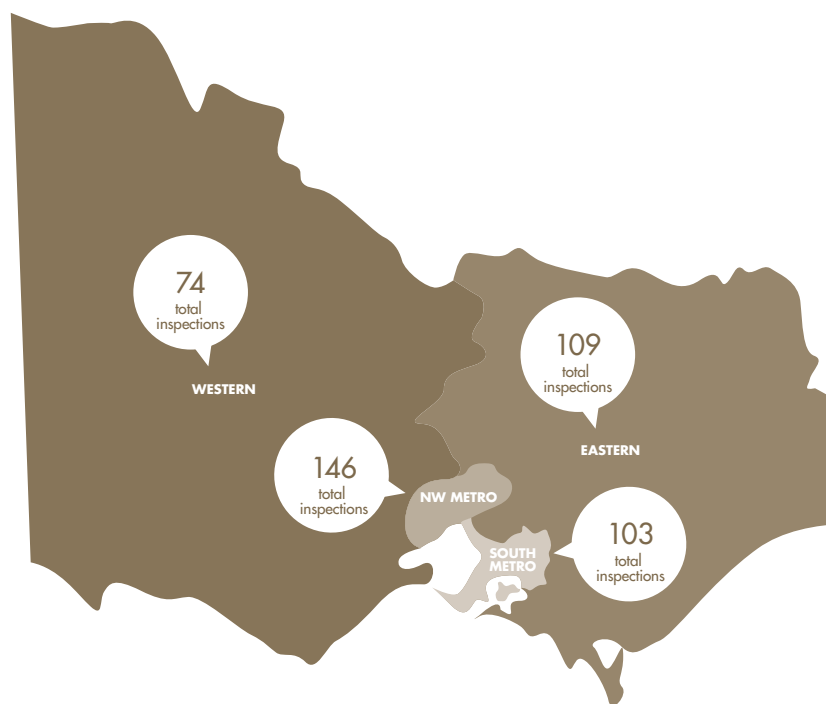 74
total
inspections
WESTERN
109
total
inspections
EASTERN
146
total
inspections
NW METRO
103
total
inspections
SOUTH
METRO